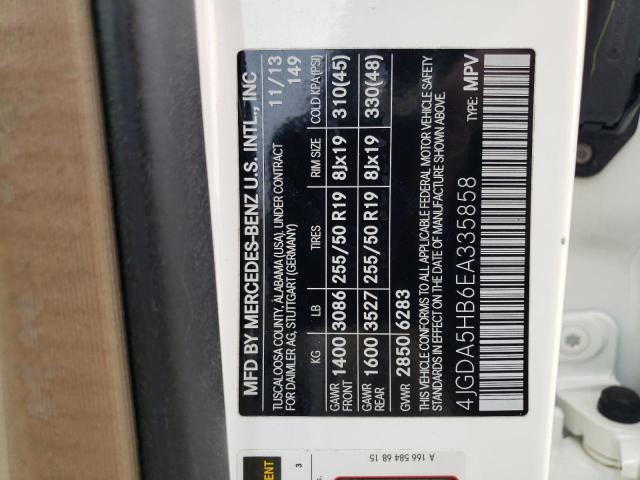 MFD BY MERCEDES-BENZ U.S. INTL., INC
TUSCALOOSA COUNTY, ALABAMA (USA), UNDER CONTRACT 11/13
FOR DAIMLER AG, STUTTGART (GERMANY) 149
KG LB TIRES RIM SIZE COLD KPA (PSI)
GAWR FRONT 1400 3086 255/50 R19 8Jx19 310(45)
GAWR REAR 1600 3527 255/50 R19 8Jx19 330(48)
GVWR 2850 6283
THIS VEHICLE CONFORMS TO ALL APPLICABLE FEDERAL MOTOR VEHICLE SAFETY
STANDARDS IN EFFECT ON THE DATE OF MANUFACTURE SHOWN ABOVE.
4JGDA5HB6EA335858 TYPE: MPV
A 166 584 68 15
3